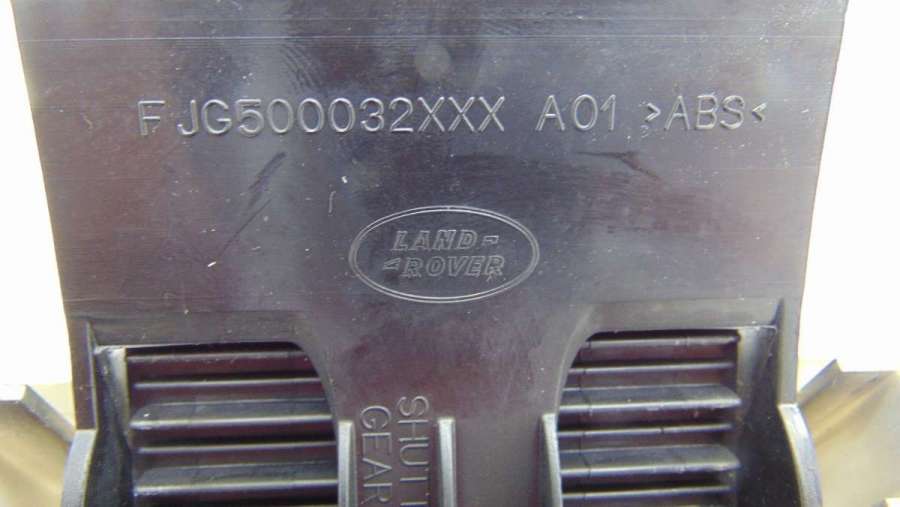 FJG500032XXX A01 >ABS<
LAND
ROVER
SHUTT
GEAR